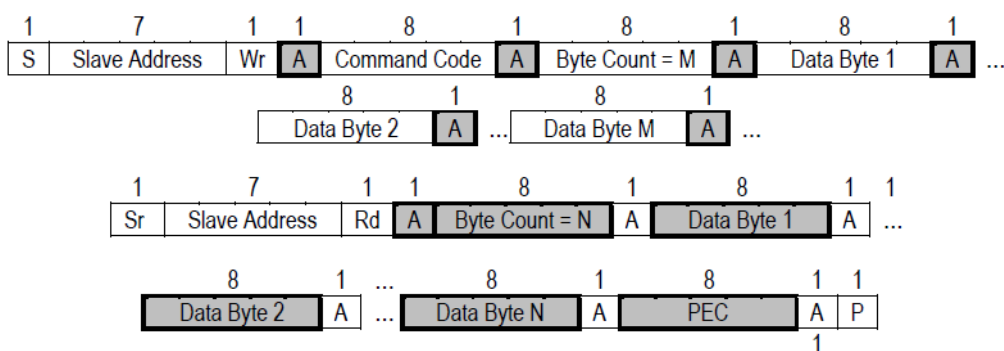 1 7 1 1 8 1 8 1 8 1
S Slave Address Wr A Command Code A Byte Count = M A Data Byte 1 A ...
8 1 8 1
Data Byte 2 A ... Data Byte M A ...
1 7 1 1 8 1 8 1 1
Sr Slave Address Rd A Byte Count = N A Data Byte 1 A ...
8 1 ... 8 1 8 1 1
Data Byte 2 A ... Data Byte N A PEC A P
1